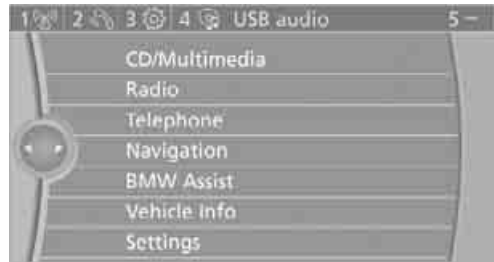 1 2 3 4 USB audio 5 -
CD/Multimedia
Radio
Telephone
Navigation
BMW Assist
Vehicle Info
Settings